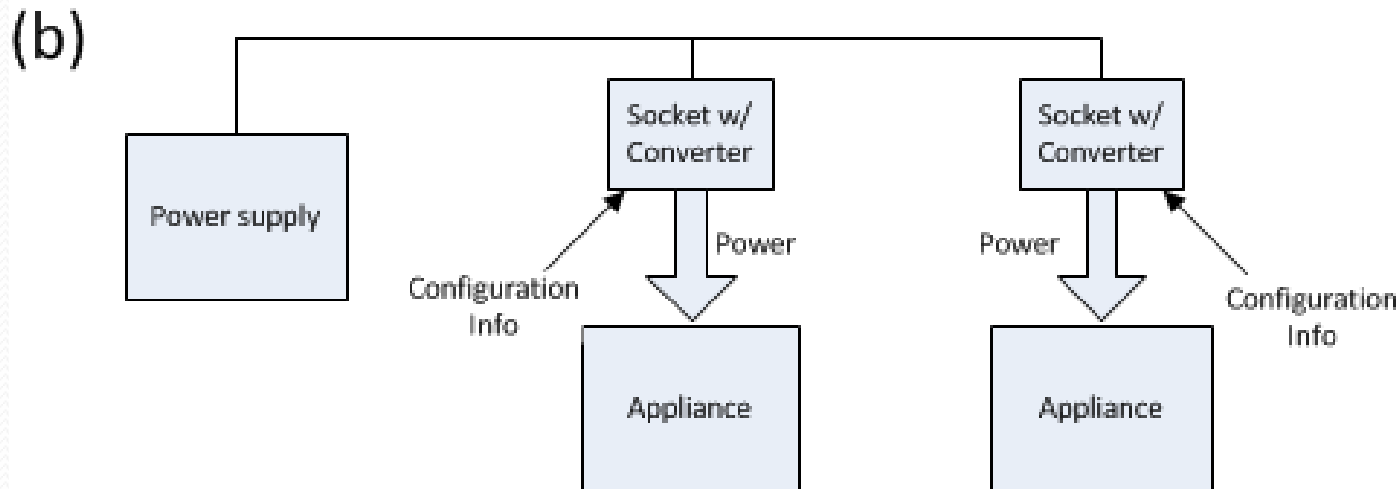 (b)
Socket w/
Converter
Socket w/
Converter
Power supply
Power
Power
Configuration
Info
Configuration
Info
Appliance
Appliance